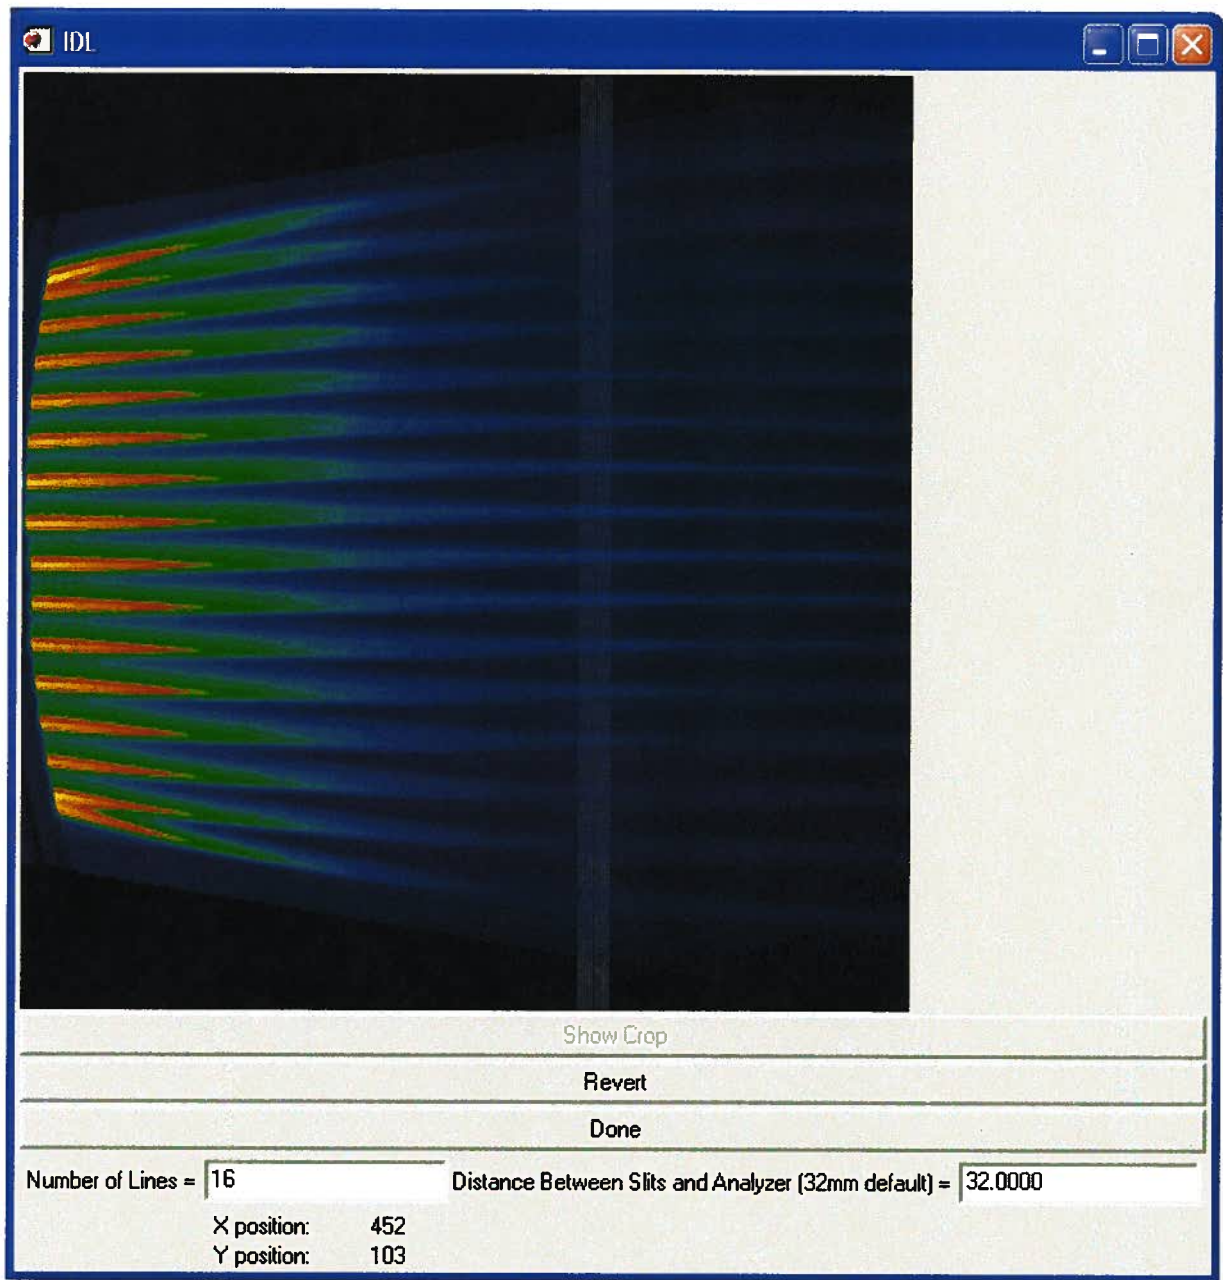 IDL
Show Crop
Revert
Done
Number of Lines = 16 Distance Between Slits and Analyzer (32mm default) = 32.0000
X position: 452
Y position: 103